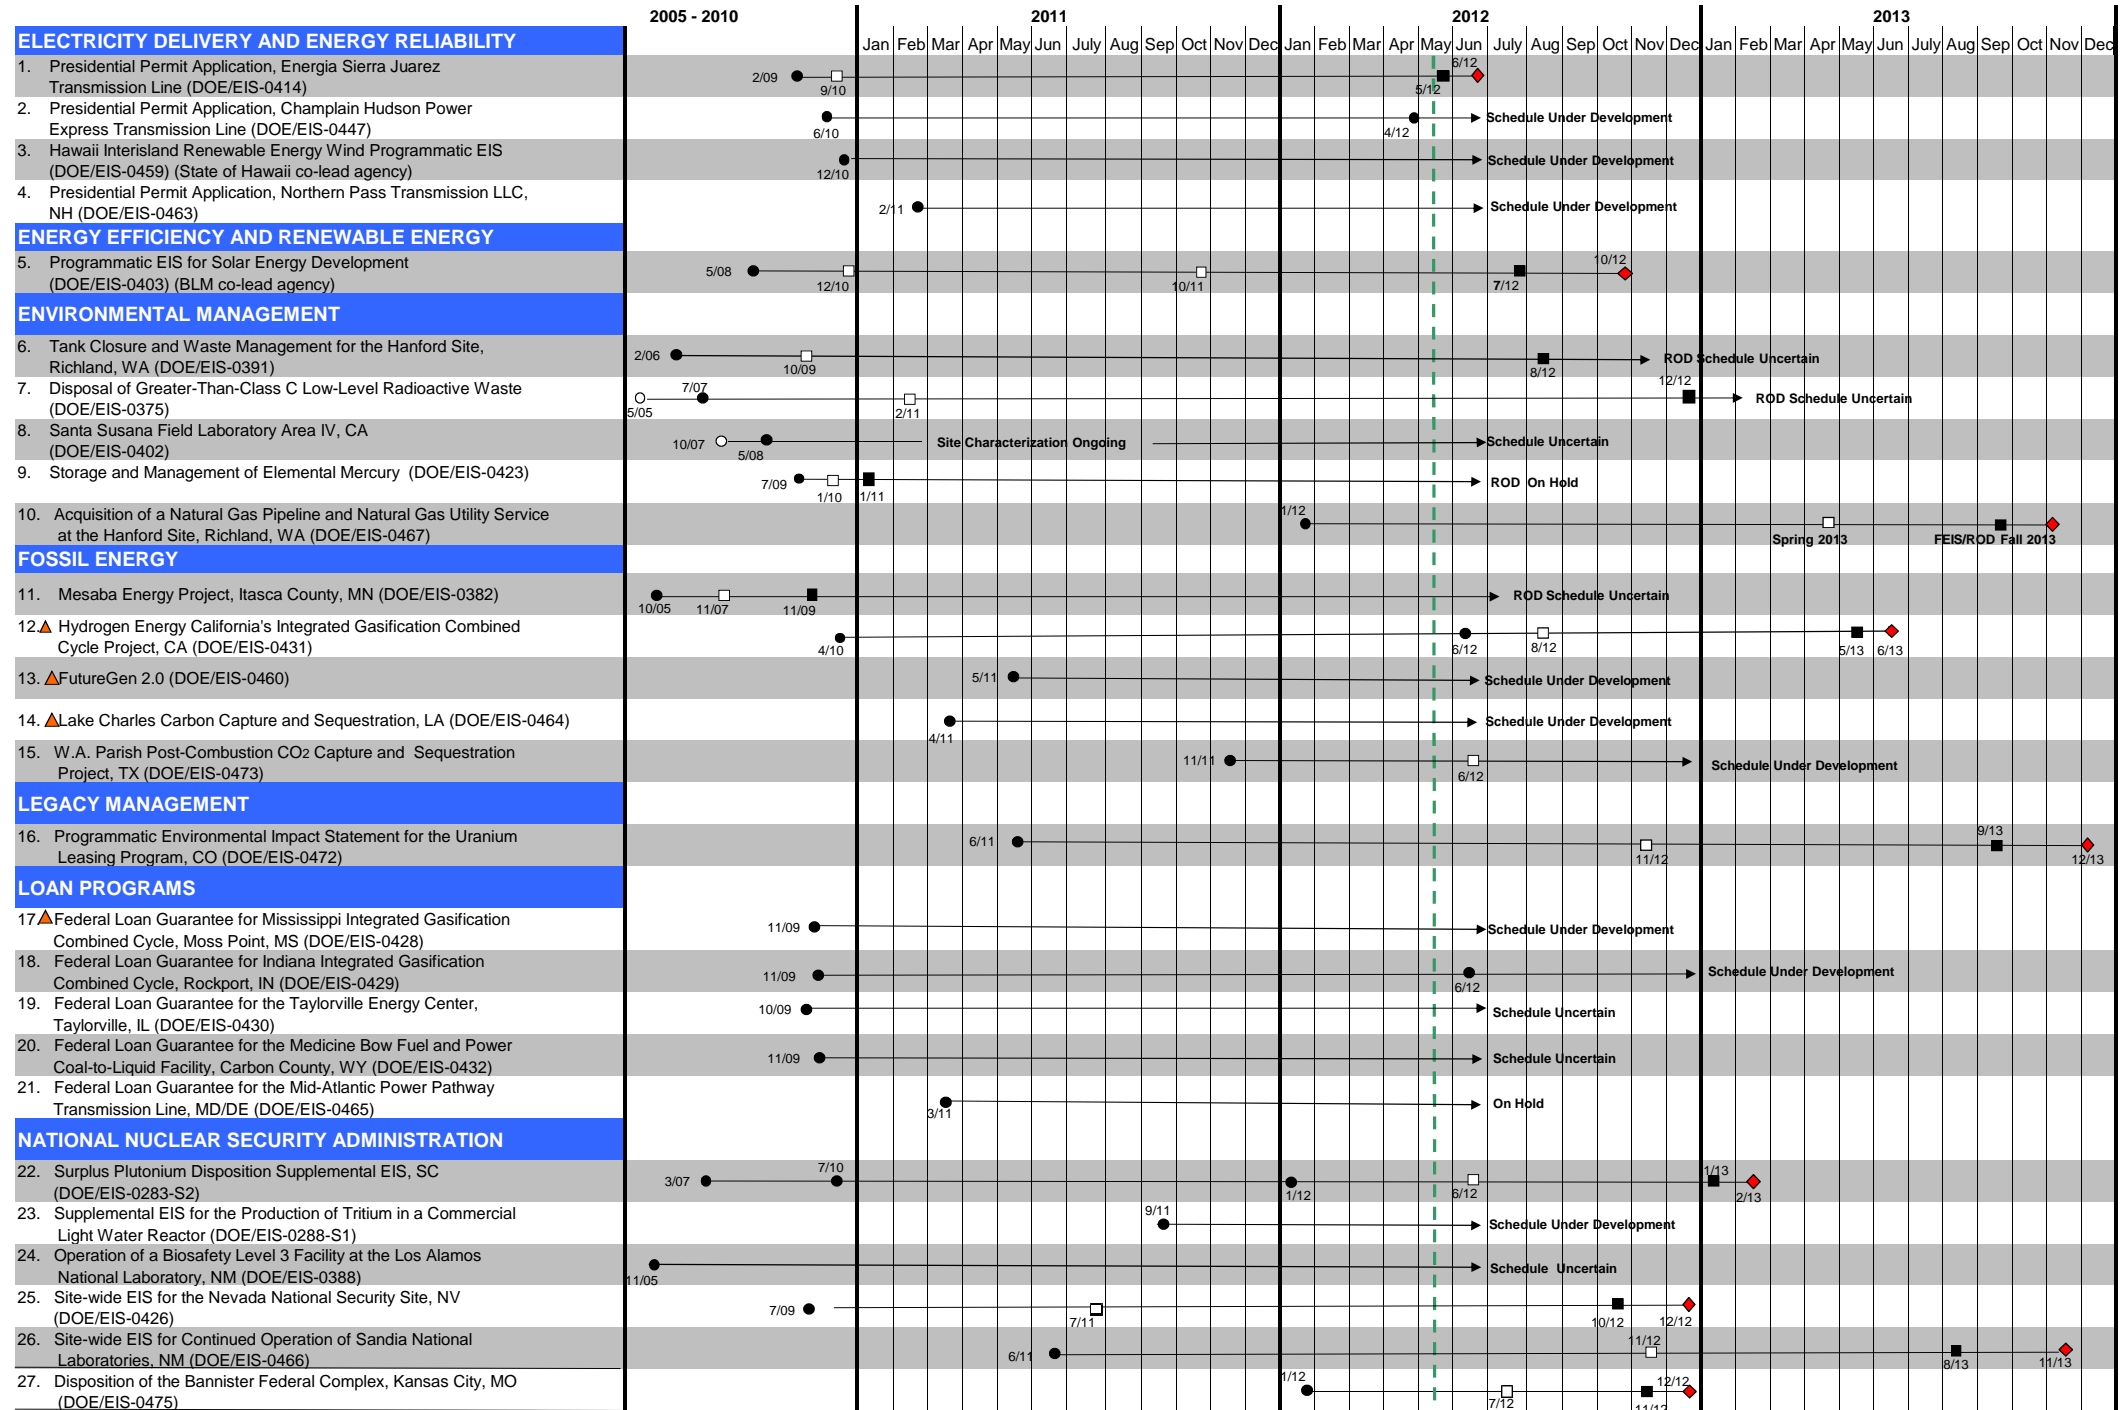 2005 - 2010 2011 2012 2013
ELECTRICITY DELIVERY AND ENERGY RELIABILITY
Jan Feb Mar Apr May Jun July Aug Sep Oct Nov Dec Jan Feb Mar Apr May Jun July Aug Sep Oct Nov Dec Jan Feb Mar Apr May Jun July Aug Sep Oct Nov Dec
1. Presidential Permit Application, Energia Sierra Juarez
Transmission Line (DOE/EIS-0414)
2/09 9/10 5/12 6/12
2. Presidential Permit Application, Champlain Hudson Power
Express Transmission Line (DOE/EIS-0447)
6/10 4/12 Schedule Under Development
3. Hawaii Interisland Renewable Energy Wind Programmatic EIS
(DOE/EIS-0459) (State of Hawaii co-lead agency)
12/10 Schedule Under Development
4. Presidential Permit Application, Northern Pass Transmission LLC,
NH (DOE/EIS-0463)
2/11 Schedule Under Development
ENERGY EFFICIENCY AND RENEWABLE ENERGY
5. Programmatic EIS for Solar Energy Development
(DOE/EIS-0403) (BLM co-lead agency)
5/08 12/10 10/11 7/12 10/12
ENVIRONMENTAL MANAGEMENT
6. Tank Closure and Waste Management for the Hanford Site,
Richland, WA (DOE/EIS-0391)
2/06 10/09 8/12 ROD Schedule Uncertain
7. Disposal of Greater-Than-Class C Low-Level Radioactive Waste
(DOE/EIS-0375)
5/05 7/07 2/11 12/12 ROD Schedule Uncertain
8. Santa Susana Field Laboratory Area IV, CA
(DOE/EIS-0402)
10/07 5/08 Site Characterization Ongoing Schedule Uncertain
9. Storage and Management of Elemental Mercury (DOE/EIS-0423)
7/09 1/10 1/11 ROD On Hold
10. Acquisition of a Natural Gas Pipeline and Natural Gas Utility Service
at the Hanford Site, Richland, WA (DOE/EIS-0467)
1/12 Spring 2013 FEIS/ROD Fall 2013
FOSSIL ENERGY
11. Mesaba Energy Project, Itasca County, MN (DOE/EIS-0382)
10/05 11/07 11/09 ROD Schedule Uncertain
12. Hydrogen Energy California's Integrated Gasification Combined
Cycle Project, CA (DOE/EIS-0431)
4/10 6/12 8/12 5/13 6/13
13. FutureGen 2.0 (DOE/EIS-0460)
5/11 Schedule Under Development
14. Lake Charles Carbon Capture and Sequestration, LA (DOE/EIS-0464)
4/11 Schedule Under Development
15. W.A. Parish Post-Combustion CO2 Capture and Sequestration
Project, TX (DOE/EIS-0473)
11/11 6/12 Schedule Under Development
LEGACY MANAGEMENT
16. Programmatic Environmental Impact Statement for the Uranium
Leasing Program, CO (DOE/EIS-0472)
6/11 11/12 9/13 12/13
LOAN PROGRAMS
17. Federal Loan Guarantee for Mississippi Integrated Gasification
Combined Cycle, Moss Point, MS (DOE/EIS-0428)
11/09 Schedule Under Development
18. Federal Loan Guarantee for Indiana Integrated Gasification
Combined Cycle, Rockport, IN (DOE/EIS-0429)
11/09 6/12 Schedule Under Development
19. Federal Loan Guarantee for the Taylorville Energy Center,
Taylorville, IL (DOE/EIS-0430)
10/09 Schedule Uncertain
20. Federal Loan Guarantee for the Medicine Bow Fuel and Power
Coal-to-Liquid Facility, Carbon County, WY (DOE/EIS-0432)
11/09 Schedule Uncertain
21. Federal Loan Guarantee for the Mid-Atlantic Power Pathway
Transmission Line, MD/DE (DOE/EIS-0465)
3/11 On Hold
NATIONAL NUCLEAR SECURITY ADMINISTRATION
22. Surplus Plutonium Disposition Supplemental EIS, SC
(DOE/EIS-0283-S2)
3/07 7/10 1/12 6/12 1/13 2/13
23. Supplemental EIS for the Production of Tritium in a Commercial
Light Water Reactor (DOE/EIS-0288-S1)
9/11 Schedule Under Development
24. Operation of a Biosafety Level 3 Facility at the Los Alamos
National Laboratory, NM (DOE/EIS-0388)
11/05 Schedule Uncertain
25. Site-wide EIS for the Nevada National Security Site, NV
(DOE/EIS-0426)
7/09 7/11 10/12 12/12
26. Site-wide EIS for Continued Operation of Sandia National
Laboratories, NM (DOE/EIS-0466)
6/11 11/12 8/13 11/13
27. Disposition of the Bannister Federal Complex, Kansas City, MO
(DOE/EIS-0475)
1/12 7/12 11/12 12/12